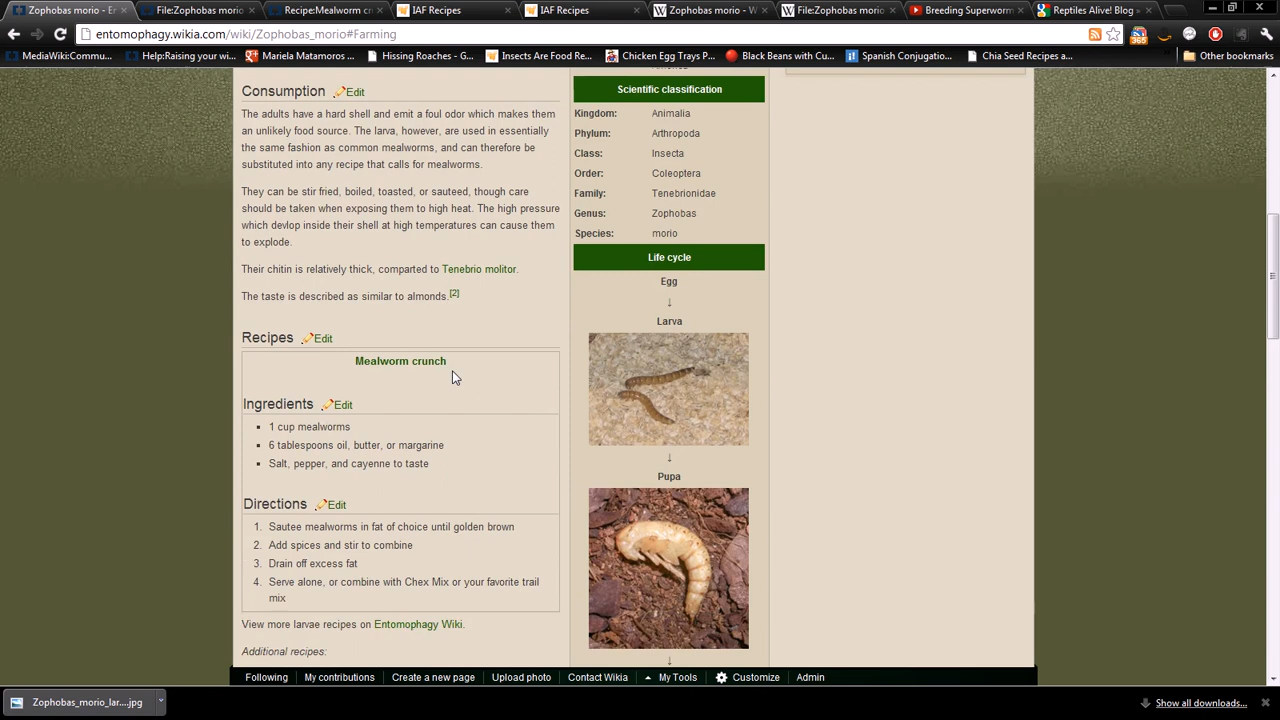 Zophobas morio - E
File:Zophobas morio
Recipe:Mealworm cr
IAF Recipes
IAF Recipes
Zophobas morio - W
File:Zophobas morio
Breeding Superworm
Reptiles Alive! Blog »
entomophagy.wikia.com/wiki/Zophobas_morio#Farming
MediaWiki:Commu...
Help:Raising your wi...
Mariela Matamoros ...
Hissing Roaches - G...
Insects Are Food Re...
Chicken Egg Trays P...
Black Beans with Cu...
Spanish Conjugatio...
Chia Seed Recipes a...
Other bookmarks
365
Consumption Edit
The adults have a hard shell and emit a foul odor which makes them
an unlikely food source. The larva, however, are used in essentially
the same fashion as common mealworms, and can therefore be
substituted into any recipe that calls for mealworms.
They can be stir fried, boiled, toasted, or sauteed, though care
should be taken when exposing them to high heat. The high pressure
which devlop inside their shell at high temperatures can cause them
to explode.
Their chitin is relatively thick, comparted to Tenebrio molitor.
The taste is described as similar to almonds.[2]
Recipes Edit
Mealworm crunch
Ingredients Edit
1 cup mealworms
6 tablespoons oil, butter, or margarine
Salt, pepper, and cayenne to taste
Directions Edit
1. Sautee mealworms in fat of choice until golden brown
2. Add spices and stir to combine
3. Drain off excess fat
4. Serve alone, or combine with Chex Mix or your favorite trail
mix
View more larvae recipes on Entomophagy Wiki.
Additional recipes:
Scientific classification
Kingdom: Animalia
Phylum: Arthropoda
Class: Insecta
Order: Coleoptera
Family: Tenebrionidae
Genus: Zophobas
Species: morio
Life cycle
Egg
↓
Larva
↓
Pupa
↓
Following
My contributions
Create a new page
Upload photo
Contact Wikia
My Tools
Customize
Admin
Zophobas_morio_lar....jpg
Show all downloads...